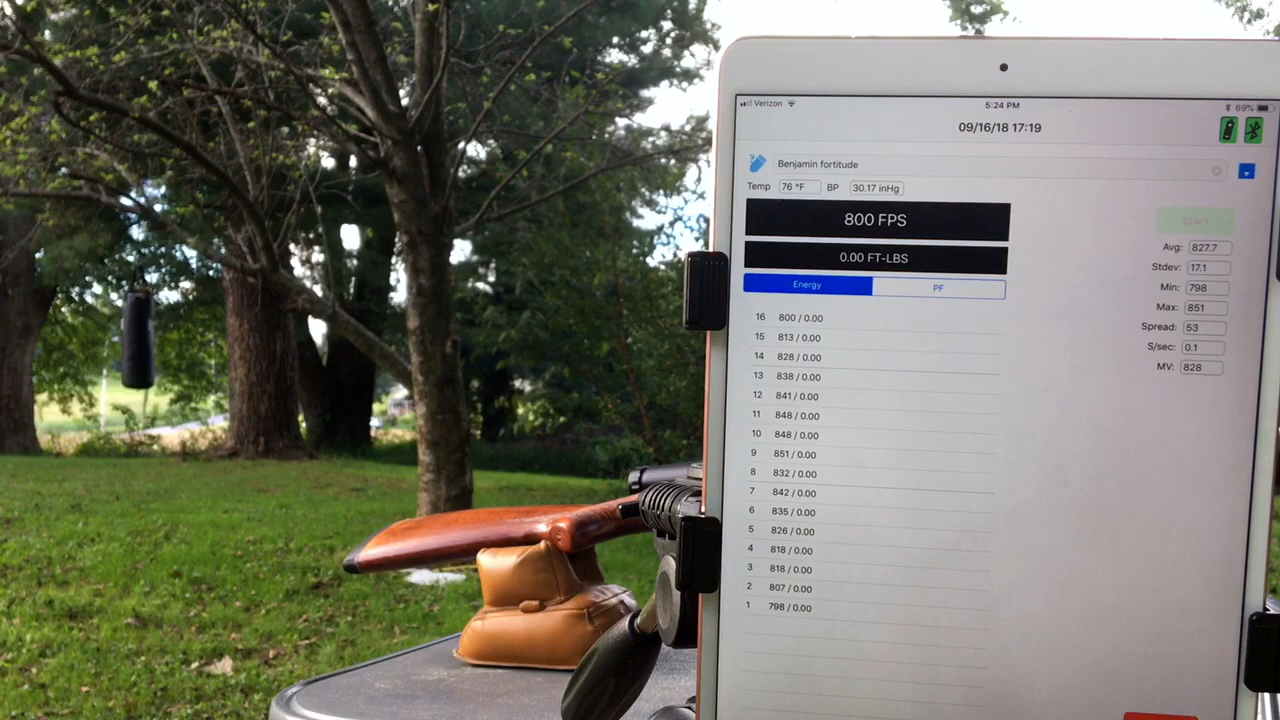 Verizon 5:24 PM 69%
09/16/18 17:19
Benjamin fortitude
Temp 76 °F BP 30.17 inHg
800 FPS
Start
0.00 FT-LBS
Avg: 827.7
Stdev: 17.1
Energy PF
Min: 798
Max: 851
Spread: 53
S/sec: 0.1
MV: 828
16 800 / 0.00
15 813 / 0.00
14 828 / 0.00
13 838 / 0.00
12 841 / 0.00
11 848 / 0.00
10 848 / 0.00
9 851 / 0.00
8 832 / 0.00
7 842 / 0.00
6 835 / 0.00
5 826 / 0.00
4 818 / 0.00
3 818 / 0.00
2 807 / 0.00
1 798 / 0.00